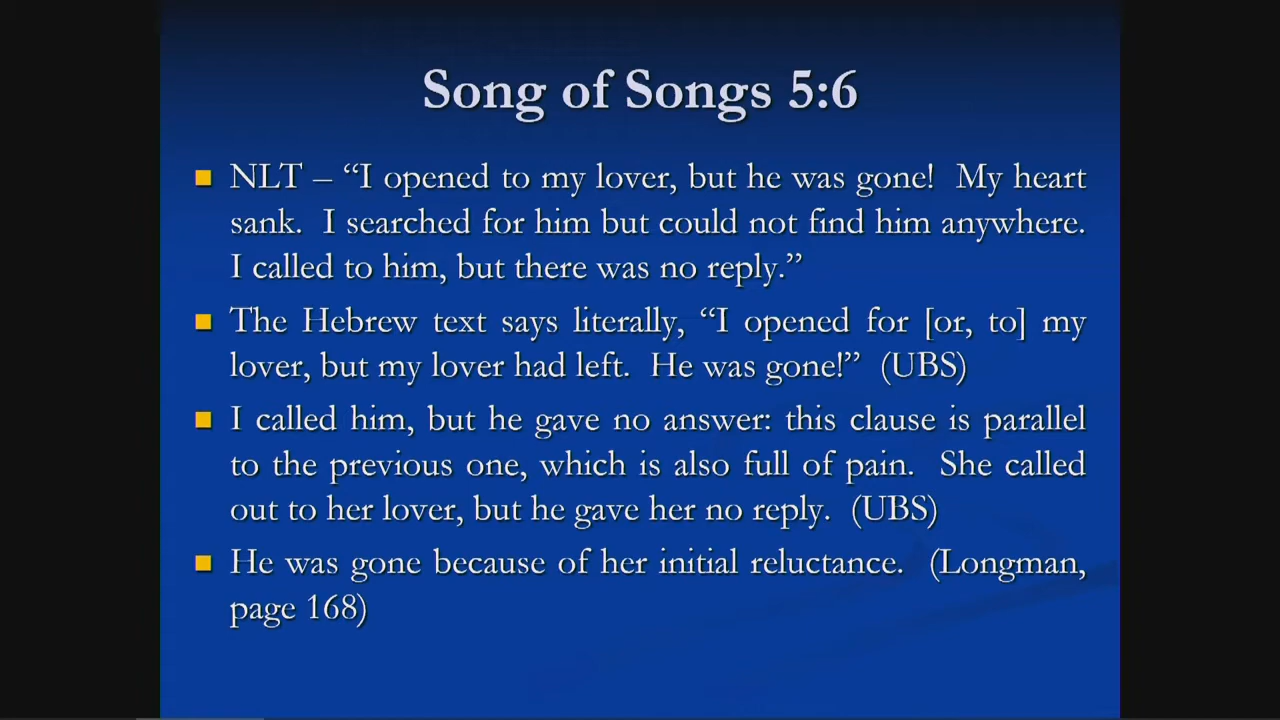 Song of Songs 5:6
NLT – “I opened to my lover, but he was gone! My heart
sank. I searched for him but could not find him anywhere.
I called to him, but there was no reply.”
The Hebrew text says literally, “I opened for [or, to] my
lover, but my lover had left. He was gone!” (UBS)
I called him, but he gave no answer: this clause is parallel
to the previous one, which is also full of pain. She called
out to her lover, but he gave her no reply. (UBS)
He was gone because of her initial reluctance. (Longman,
page 168)